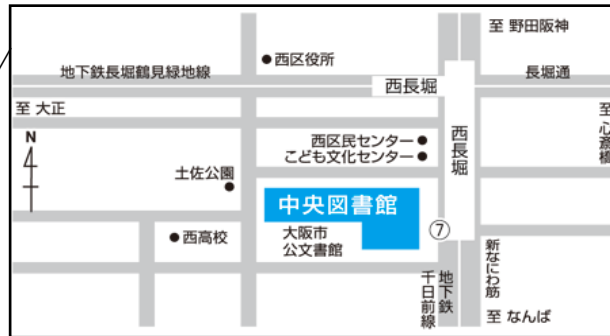 至 野田阪神
西区役所
地下鉄長堀鶴見緑地線
西長堀
長堀通
至 大正
至 心斎橋
N
西区民センター
こども文化センター
西長堀
土佐公園
中央図書館
⑦
西高校
大阪市
公文書館
新なにわ筋
地下鉄
千日前線
至 なんば